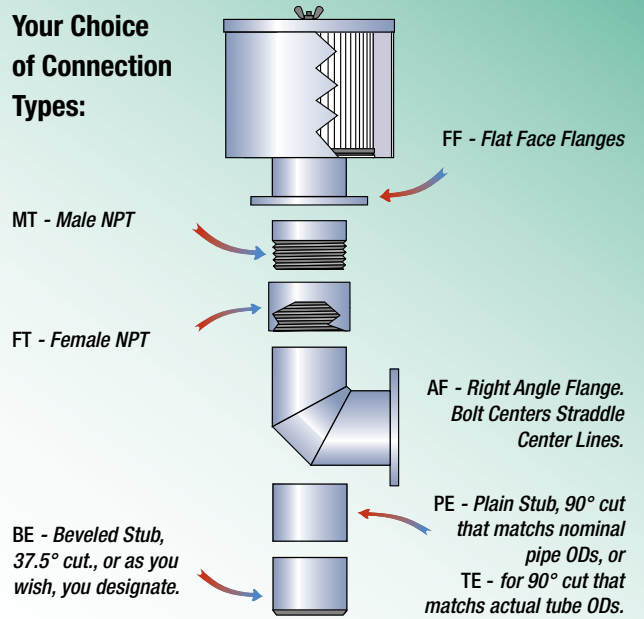 Your Choice
of Connection
Types:
FF - Flat Face Flanges
MT - Male NPT
FT - Female NPT
AF - Right Angle Flange.
Bolt Centers Straddle
Center Lines.
PE - Plain Stub, 90° cut
that matchs nominal
pipe ODs, or
TE - for 90° cut that
matchs actual tube ODs.
BE - Beveled Stub,
37.5° cut., or as you
wish, you designate.